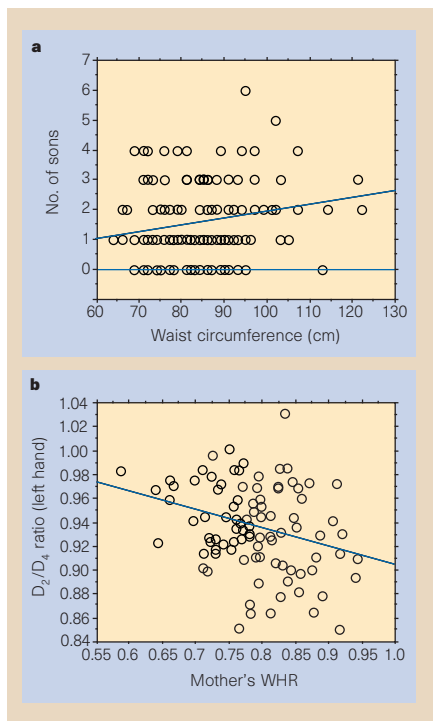 a
7
6
5
4
3
2
1
0
No. of sons
60 70 80 90 100 110 120 130
Waist circumference (cm)
b
1.04
1.02
1.00
0.98
0.96
0.94
0.92
0.90
0.88
0.86
0.84
D2/D4 ratio (left hand)
0.55 0.6 0.65 0.7 0.75 0.8 0.85 0.9 0.95 1.0
Mother's WHR